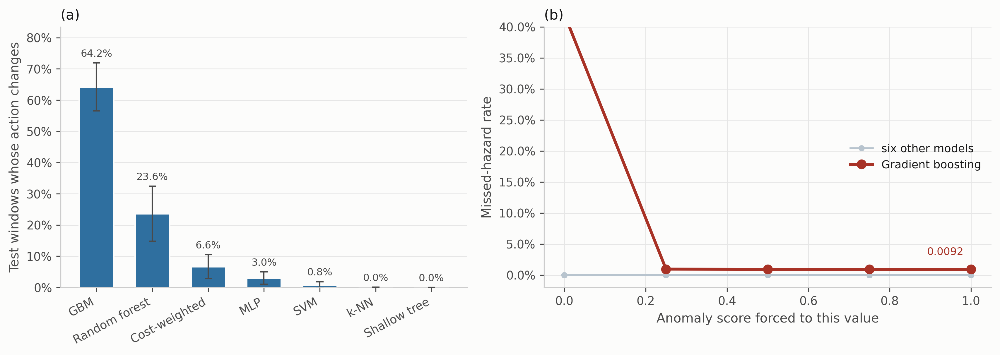 (a)
Test windows whose action changes
80%
70%
60%
50%
40%
30%
20%
10%
0%
64.2%
23.6%
6.6%
3.0%
0.8%
0.0%
0.0%
GBM
Random forest
Cost-weighted
MLP
SVM
k-NN
Shallow tree
(b)
Missed-hazard rate
40.0%
35.0%
30.0%
25.0%
20.0%
15.0%
10.0%
5.0%
0.0%
six other models
Gradient boosting
0.0092
0.0
0.2
0.4
0.6
0.8
1.0
Anomaly score forced to this value